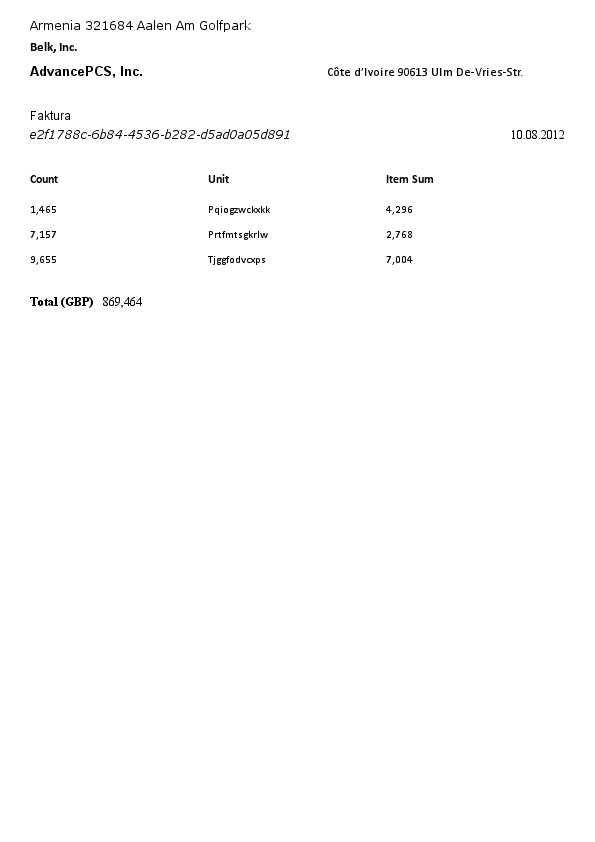 Armenia 321684 Aalen Am Golfpark
Belk, Inc.
AdvancePCS, Inc. Côte d’Ivoire 90613 Ulm De-Vries-Str.
Faktura
e2f1788c-6b84-4536-b282-d5ad0a05d891 10.08.2012
Count Unit Item Sum
1,465 Pqiogzwckxkk 4,296
7,157 Prtfmtsgkrlw 2,768
9,655 Tjggfodvcxps 7,004
Total (GBP) 869,464